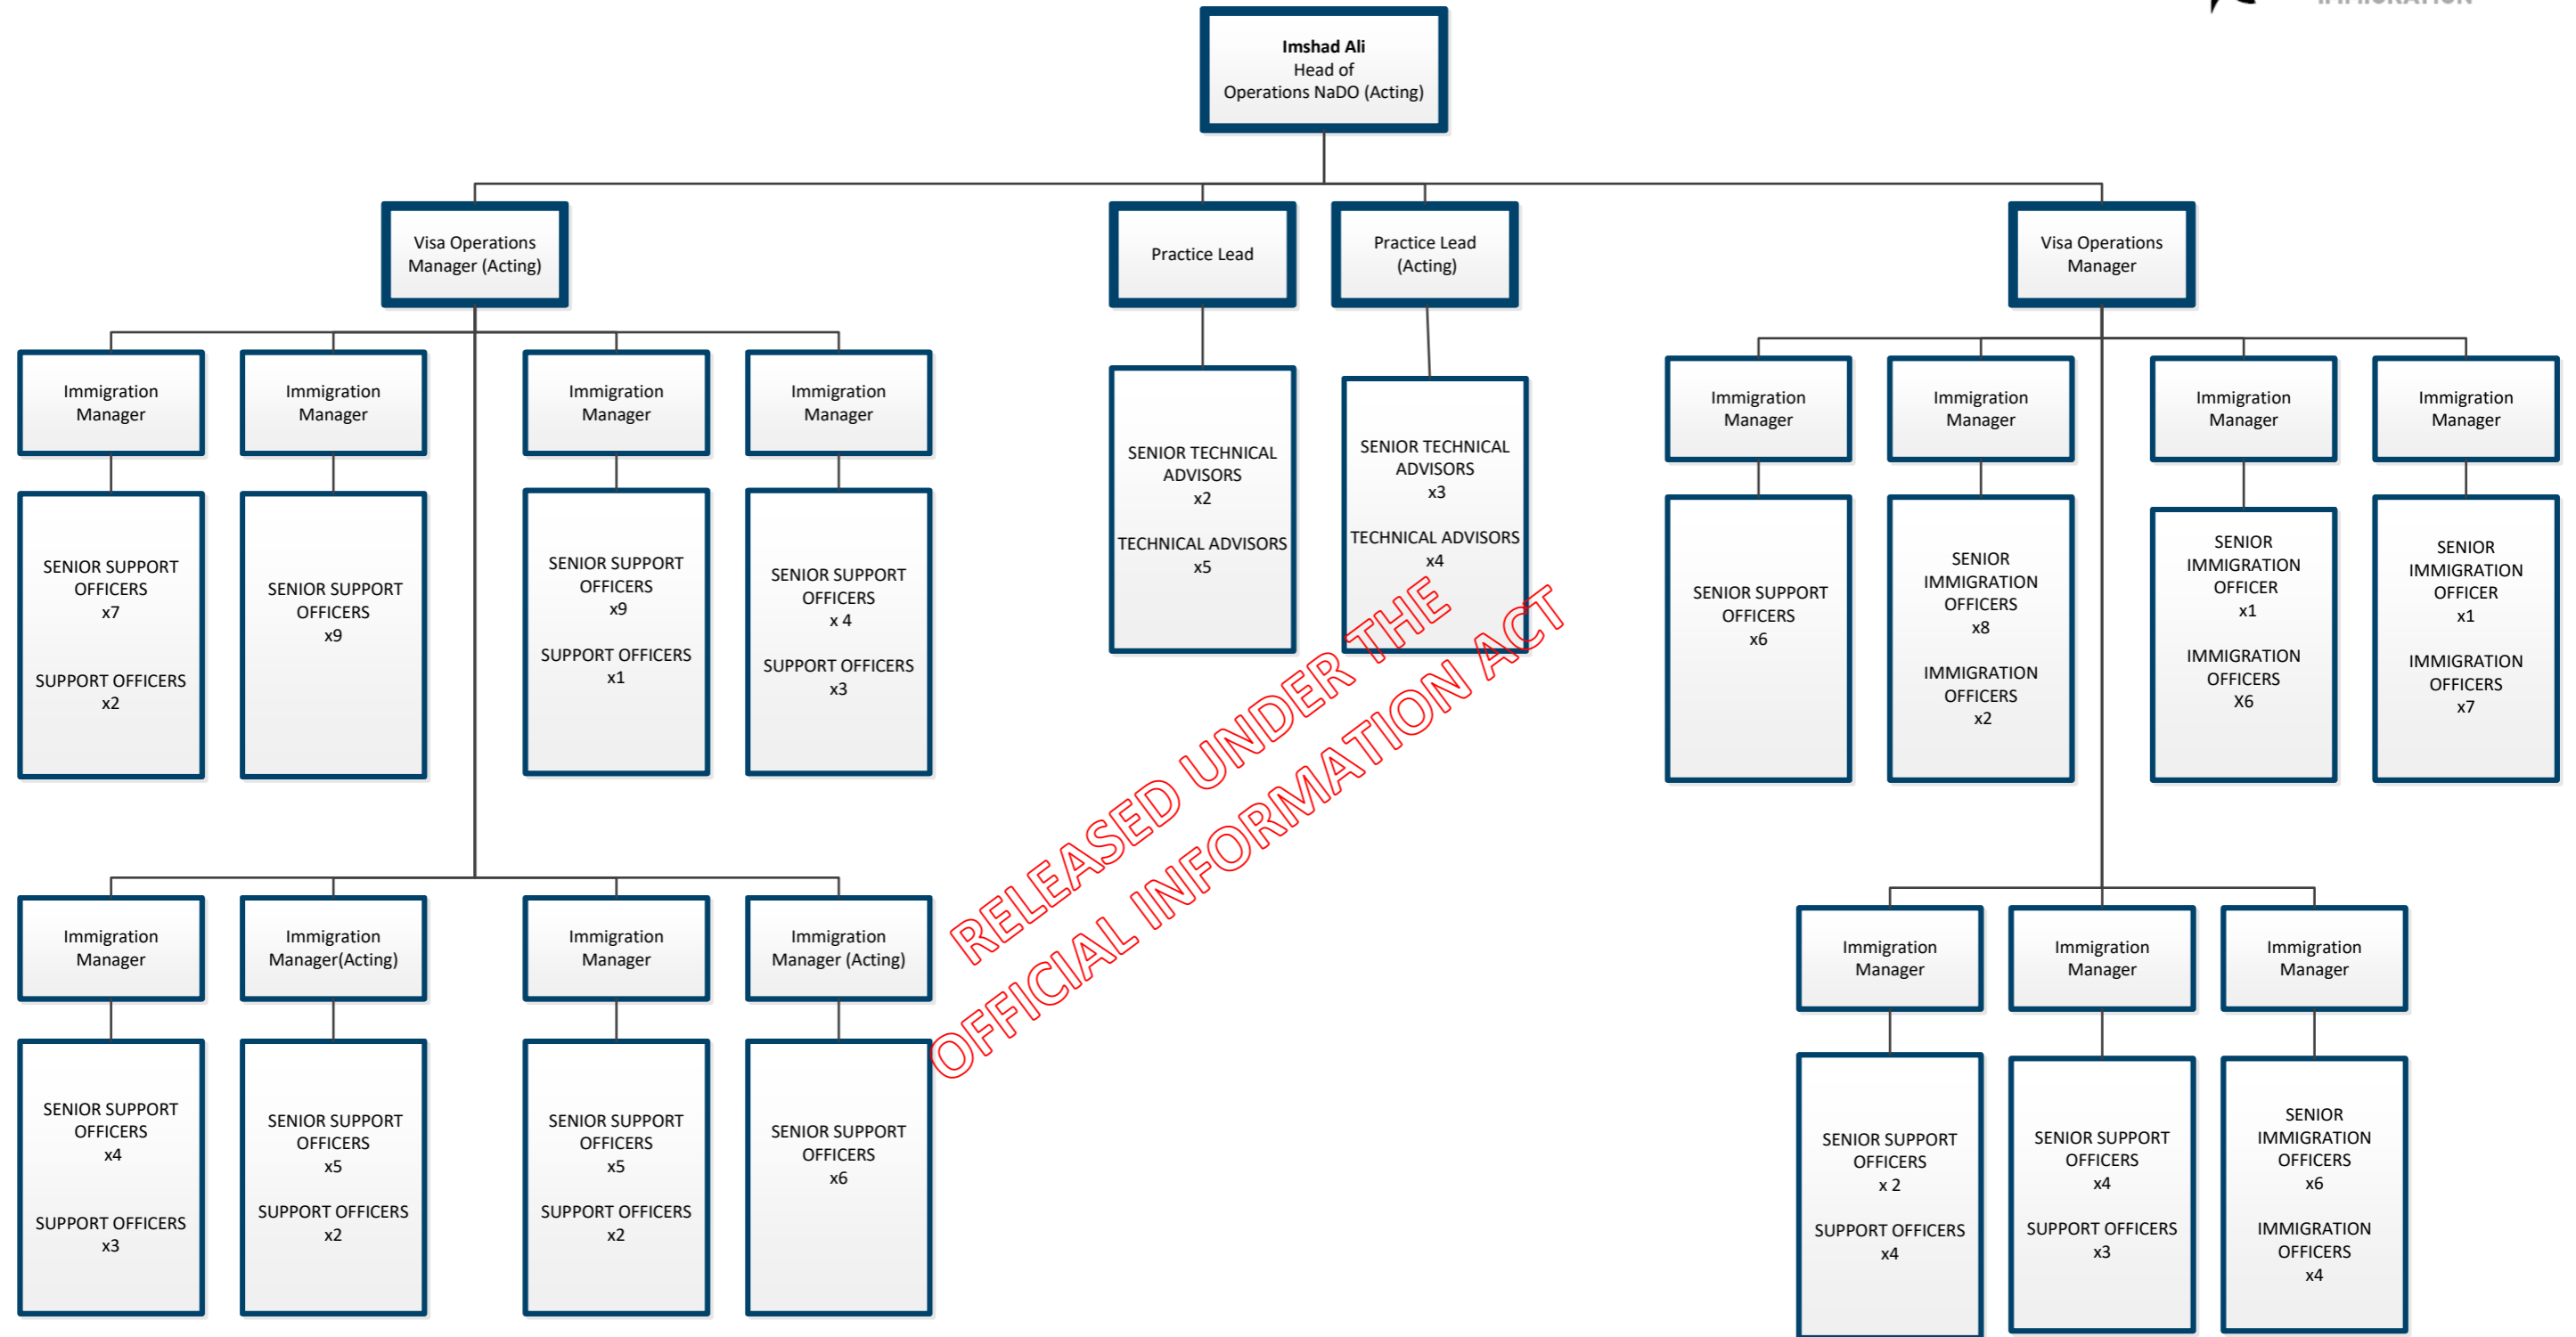 IMMIGRATION
Imshad Ali
Head of
Operations NaDO (Acting)
Visa Operations
Manager (Acting)
Practice Lead
Practice Lead
(Acting)
Visa Operations
Manager
Immigration
Manager
Immigration
Manager
Immigration
Manager
Immigration
Manager
Immigration
Manager
Immigration
Manager
Immigration
Manager
Immigration
Manager
SENIOR SUPPORT
OFFICERS
x7
SUPPORT OFFICERS
x2
SENIOR SUPPORT
OFFICERS
x9
SENIOR SUPPORT
OFFICERS
x9
SUPPORT OFFICERS
x1
SENIOR SUPPORT
OFFICERS
x 4
SUPPORT OFFICERS
x3
SENIOR TECHNICAL
ADVISORS
x2
TECHNICAL ADVISORS
x5
SENIOR TECHNICAL
ADVISORS
x3
TECHNICAL ADVISORS
x4
SENIOR SUPPORT
OFFICERS
x6
SENIOR
IMMIGRATION
OFFICERS
x8
IMMIGRATION
OFFICERS
x2
SENIOR
IMMIGRATION
OFFICER
x1
IMMIGRATION
OFFICERS
X6
SENIOR
IMMIGRATION
OFFICER
x1
IMMIGRATION
OFFICERS
x7
RELEASED UNDER THE
OFFICIAL INFORMATION ACT
Immigration
Manager
Immigration
Manager(Acting)
Immigration
Manager
Immigration
Manager (Acting)
Immigration
Manager
Immigration
Manager
Immigration
Manager
SENIOR SUPPORT
OFFICERS
x4
SUPPORT OFFICERS
x3
SENIOR SUPPORT
OFFICERS
x5
SUPPORT OFFICERS
x2
SENIOR SUPPORT
OFFICERS
x5
SUPPORT OFFICERS
x2
SENIOR SUPPORT
OFFICERS
x6
SENIOR SUPPORT
OFFICERS
x 2
SUPPORT OFFICERS
x4
SENIOR SUPPORT
OFFICERS
x4
SUPPORT OFFICERS
x3
SENIOR
IMMIGRATION
OFFICERS
x6
IMMIGRATION
OFFICERS
x4